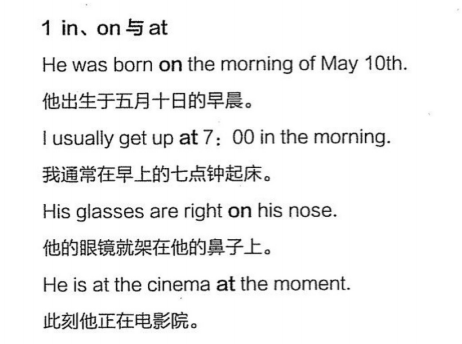 1 in、on 与 at
He was born on the morning of May 10th.
他出生于五月十日的早晨。
I usually get up at 7：00 in the morning.
我通常在早上的七点钟起床。
His glasses are right on his nose.
他的眼镜就架在他的鼻子上。
He is at the cinema at the moment.
此刻他正在电影院。